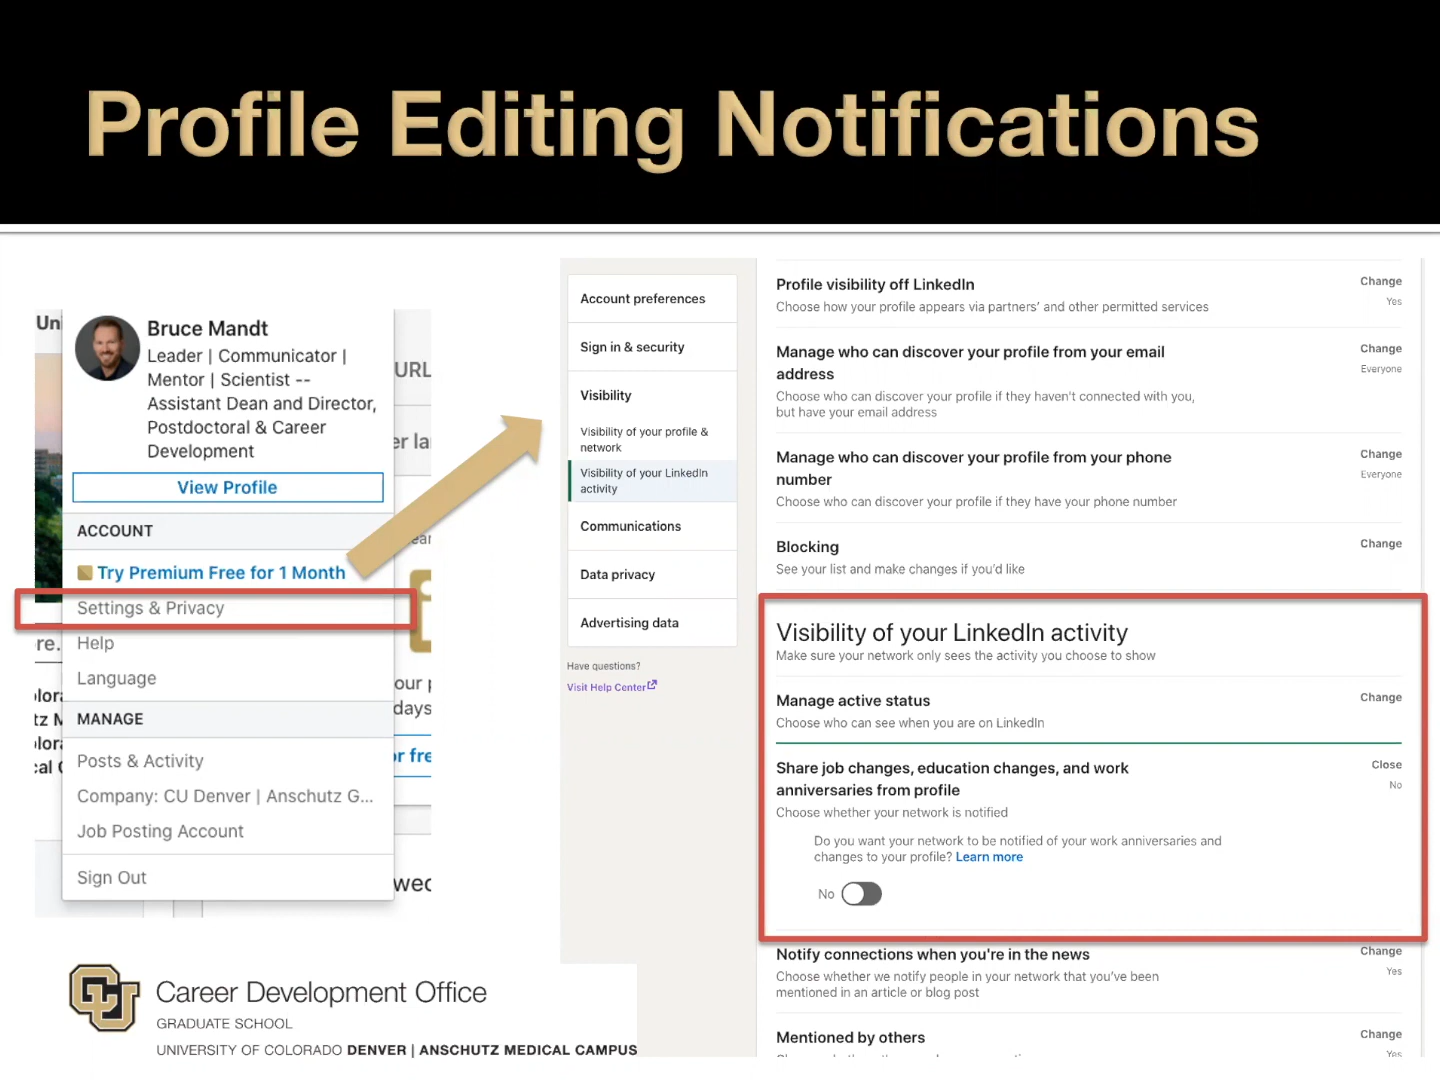 Profile Editing Notifications
Uni
Bruce Mandt
Leader | Communicator |
Mentor | Scientist --
Assistant Dean and Director,
Postdoctoral & Career
Development
View Profile
ACCOUNT
Try Premium Free for 1 Month
Settings & Privacy
Help
Language
MANAGE
Posts & Activity
Company: CU Denver | Anschutz G...
Job Posting Account
Sign Out
URL
er la
re.
our p
days
or fre
Account preferences
Sign in & security
Visibility
Visibility of your profile &
network
Visibility of your LinkedIn
activity
Communications
Data privacy
Advertising data
Have questions?
Visit Help Center
Profile visibility off LinkedIn
Change
Choose how your profile appears via partners' and other permitted services
Yes
Manage who can discover your profile from your email
address
Change
Everyone
Choose who can discover your profile if they haven't connected with you,
but have your email address
Manage who can discover your profile from your phone
number
Change
Everyone
Choose who can discover your profile if they have your phone number
Blocking
Change
See your list and make changes if you'd like
Visibility of your LinkedIn activity
Make sure your network only sees the activity you choose to show
Manage active status
Change
Choose who can see when you are on LinkedIn
Share job changes, education changes, and work
anniversaries from profile
Close
No
Choose whether your network is notified
Do you want your network to be notified of your work anniversaries and
changes to your profile? Learn more
No
Notify connections when you're in the news
Change
Yes
Choose whether we notify people in your network that you've been
mentioned in an article or blog post
Mentioned by others
Change
Yes
CU
Career Development Office
GRADUATE SCHOOL
UNIVERSITY OF COLORADO DENVER | ANSCHUTZ MEDICAL CAMPUS